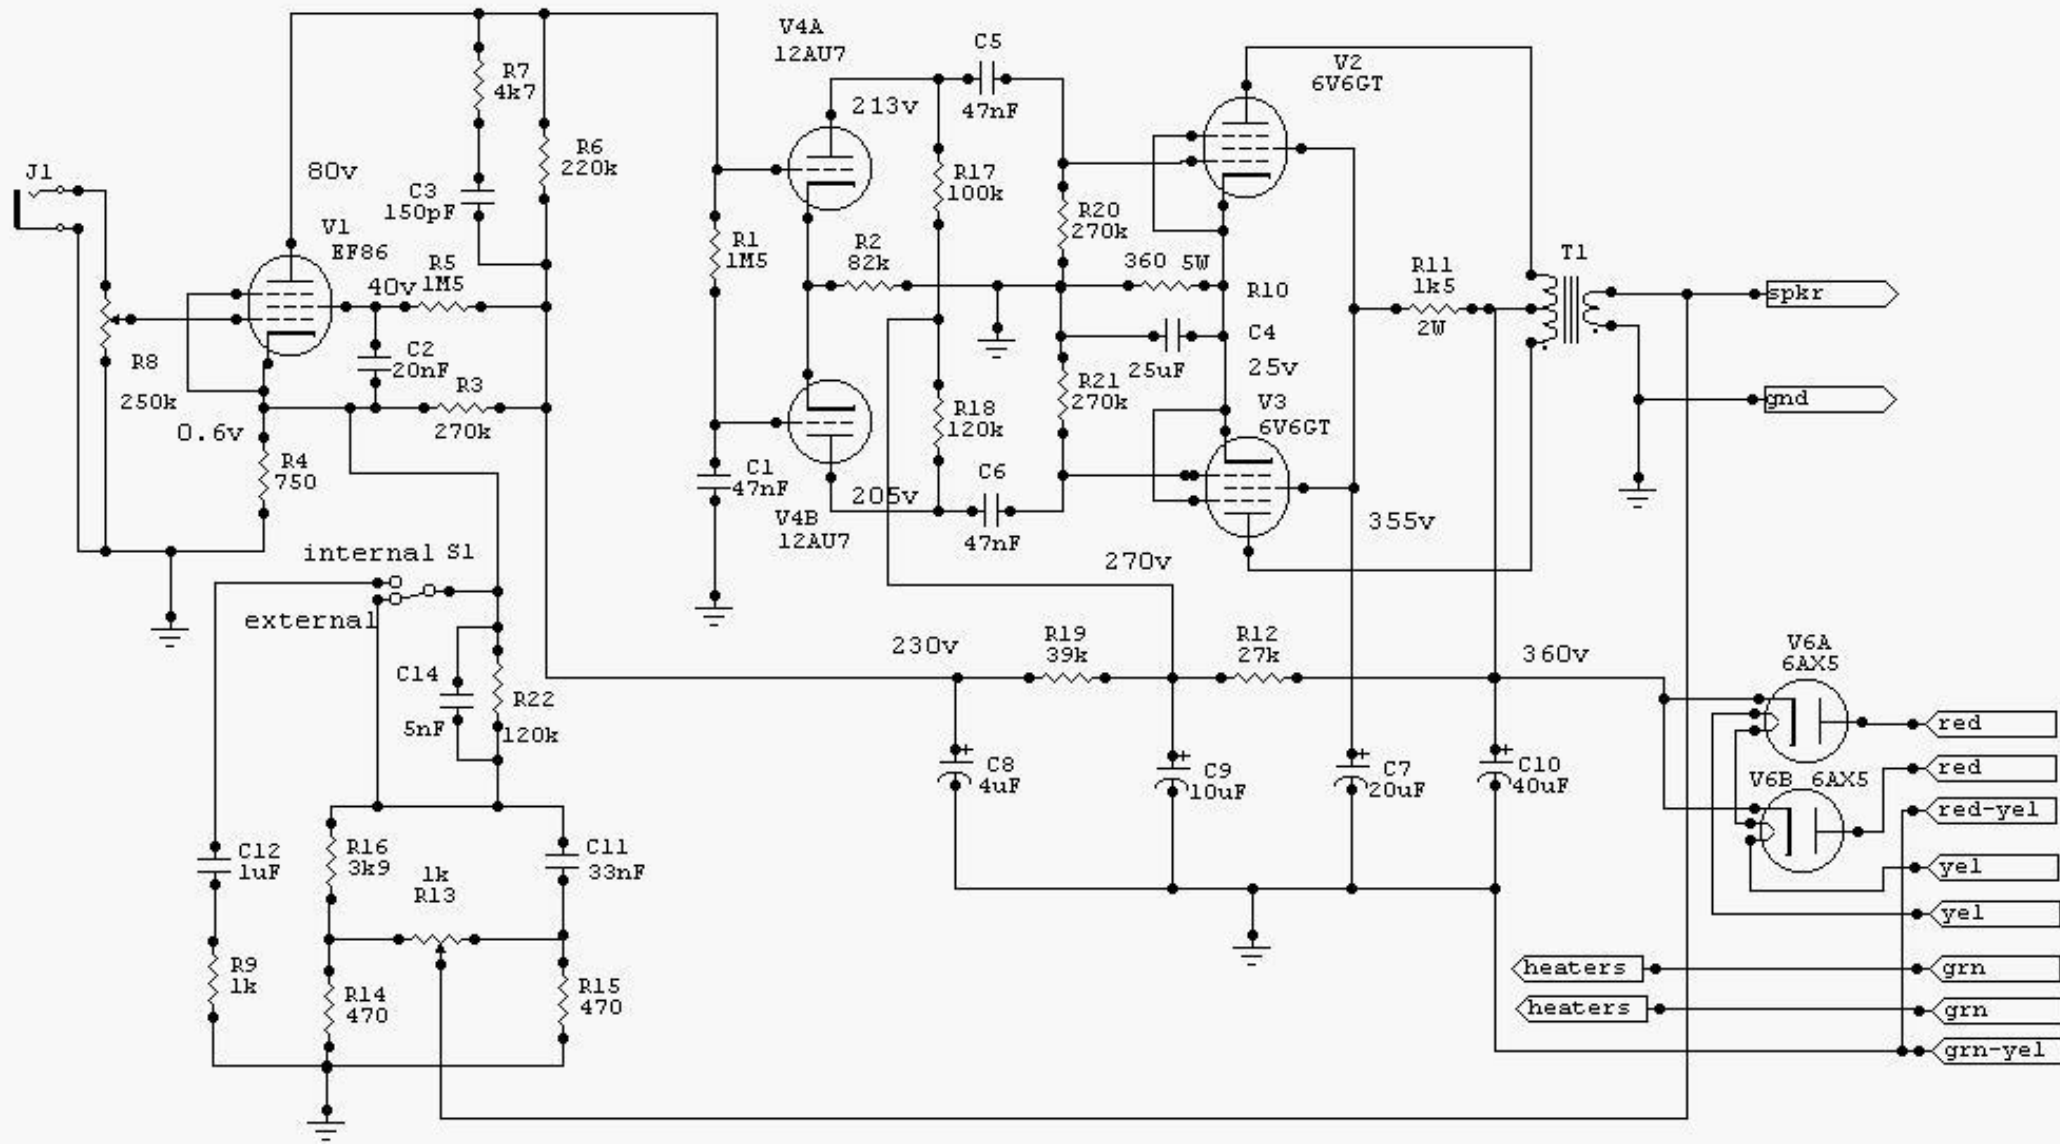 J1
R8
250k
80v
V1
EF86
40v
R5
1M5
C2
20nF
R3
270k
0.6v
R4
750
R7
4k7
C3
150pF
R6
220k
V4A
12AU7
213v
C5
47nF
R17
100k
R1
1M5
R2
82k
R18
120k
C1
47nF
V4B
12AU7
205v
C6
47nF
R20
270k
360 5W
R10
C4
25uF
25v
R21
270k
V2
6V6GT
V3
6V6GT
R11
1k5
2W
T1
spkr
gnd
355v
270v
internal S1
external
C14
5nF
R22
120k
C12
1uF
R9
1k
R16
3k9
1k
R13
C11
33nF
R14
470
R15
470
230v
R19
39k
R12
27k
360v
C8
4uF
C9
10uF
C7
20uF
C10
40uF
V6A
6AX5
V6B 6AX5
red
red
red-yel
yel
yel
heaters
grn
heaters
grn
grn-yel